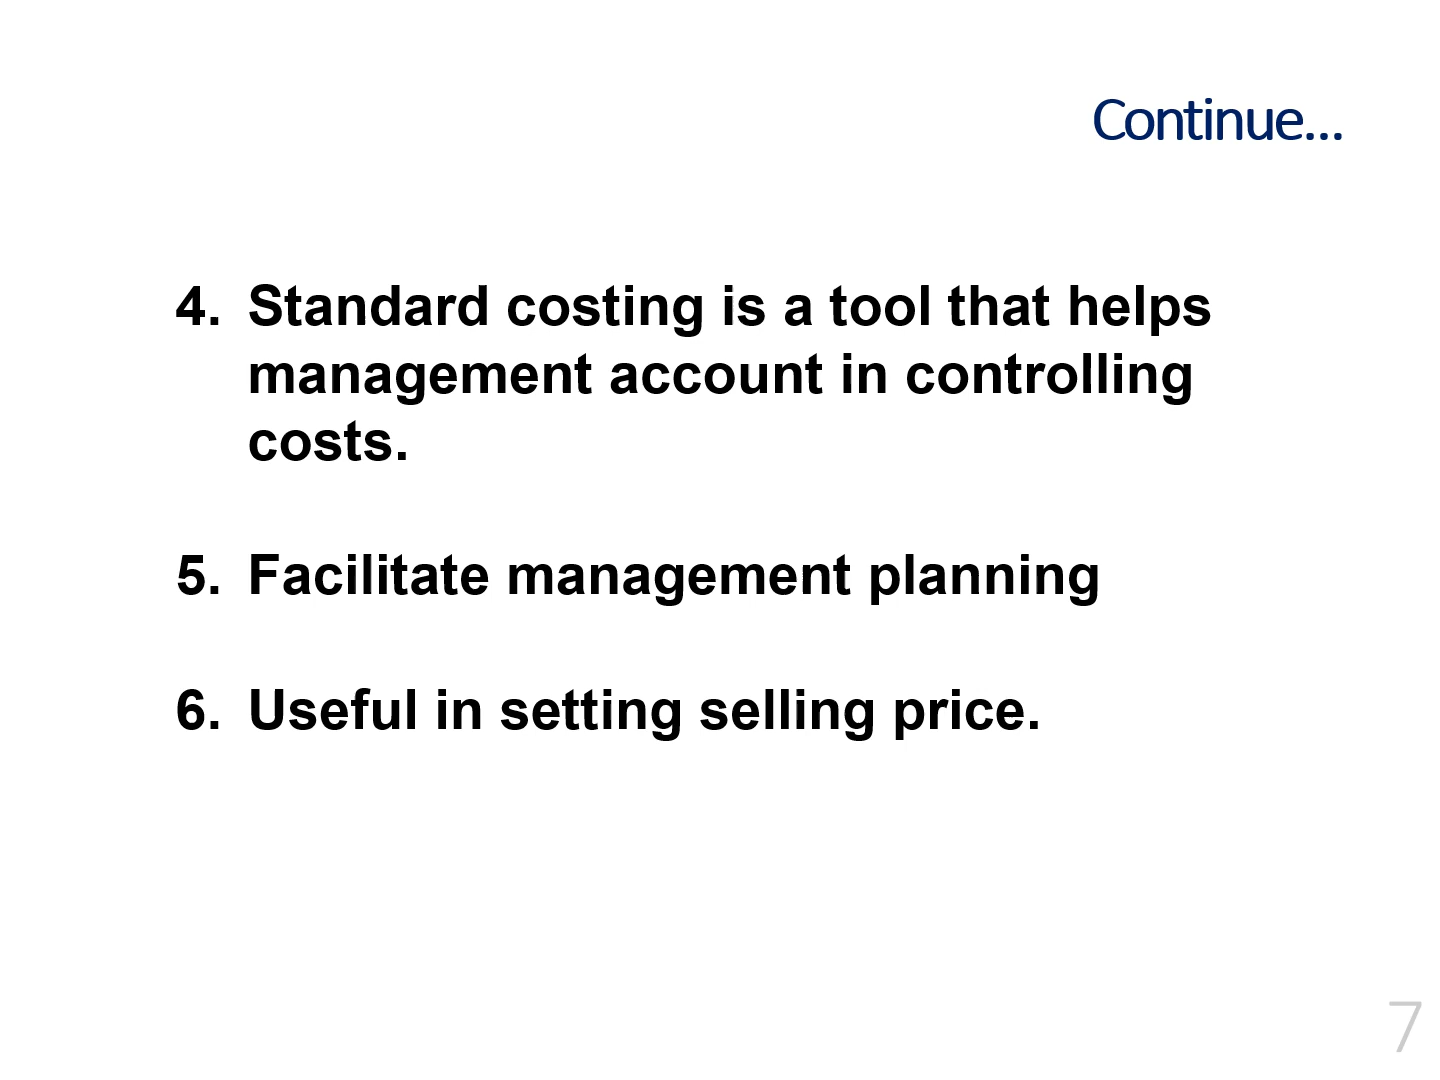 Continue...
4. Standard costing is a tool that helps
management account in controlling
costs.
5. Facilitate management planning
6. Useful in setting selling price.
7